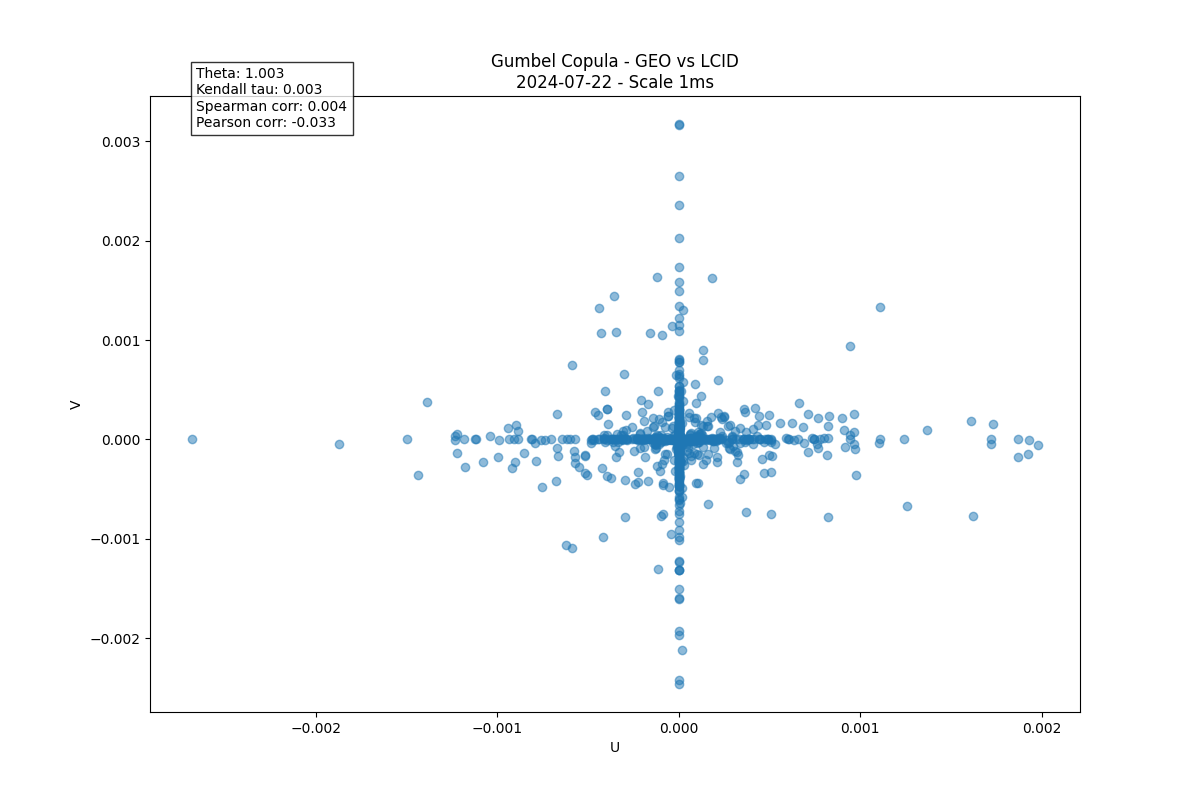 Gumbel Copula - GEO vs LCID
2024-07-22 - Scale 1ms
Theta: 1.003
Kendall tau: 0.003
Spearman corr: 0.004
Pearson corr: -0.033
0.003
0.002
0.001
0.000
−0.001
−0.002
V
−0.002
−0.001
0.000
0.001
0.002
U